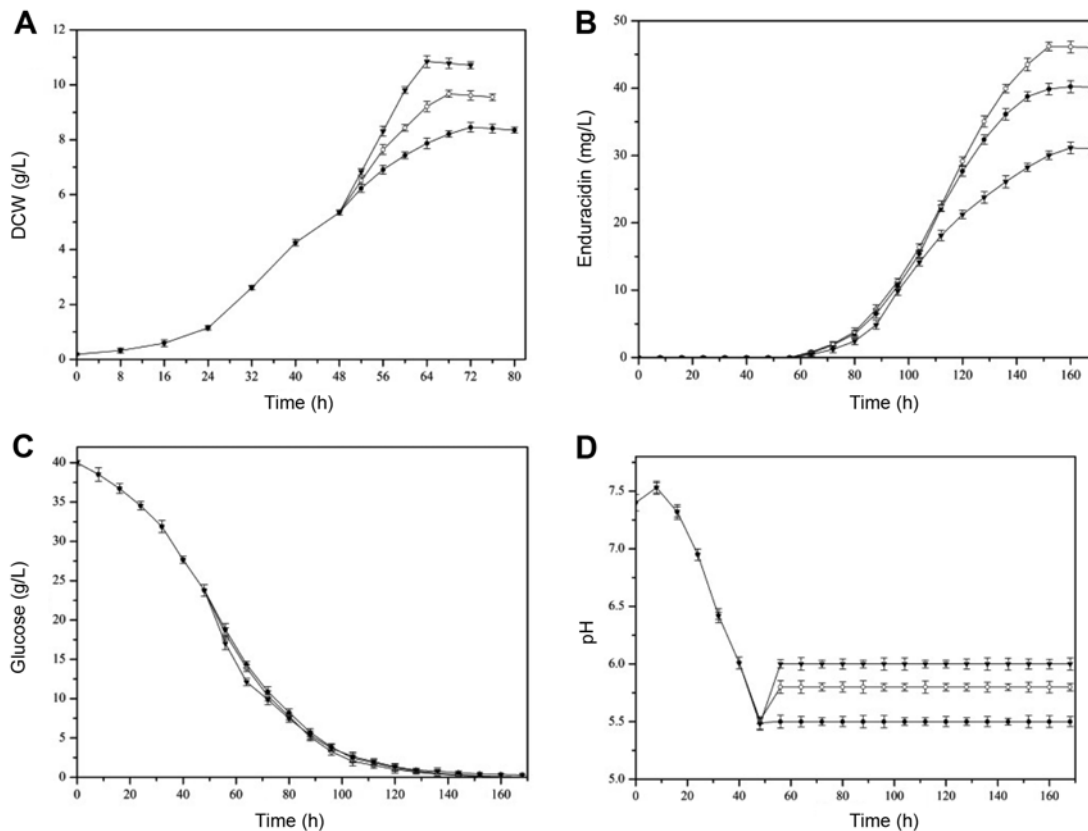 A
DCW (g/L)
12
10
8
6
4
2
0
0 8 16 24 32 40 48 56 64 72 80
Time (h)
B
Enduracidin (mg/L)
50
40
30
20
10
0
0 20 40 60 80 100 120 140 160
Time (h)
C
Glucose (g/L)
40
35
30
25
20
15
10
5
0
0 20 40 60 80 100 120 140 160
Time (h)
D
pH
7.5
7.0
6.5
6.0
5.5
5.0
0 20 40 60 80 100 120 140 160
Time (h)